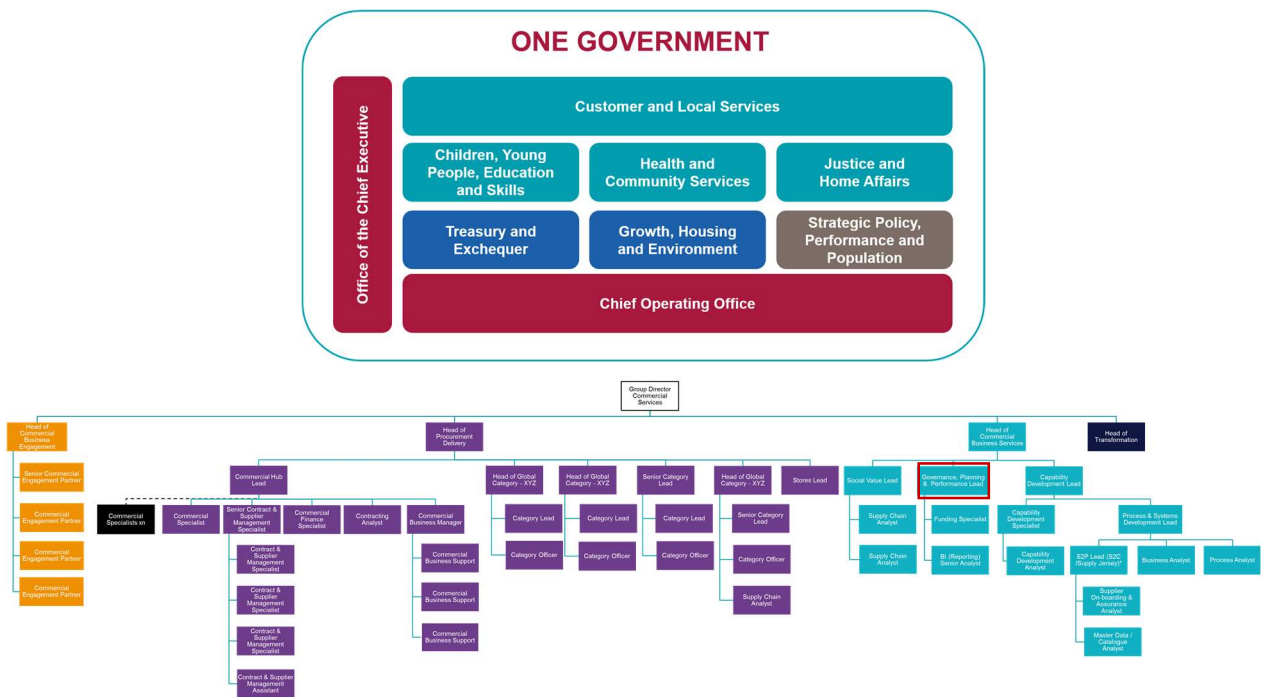 ONE GOVERNMENT
Office of the Chief Executive
Customer and Local Services
Children, Young
People, Education
and Skills
Health and
Community Services
Justice and
Home Affairs
Treasury and
Exchequer
Growth, Housing
and Environment
Strategic Policy,
Performance and
Population
Chief Operating Office
Group Director
Commercial
Services
Head of
Commercial
Business
Engagement
Head of
Procurement
Delivery
Head of
Commercial
Business Services
Head of
Transformation
Senior Commercial
Engagement Partner
Commercial
Engagement Partner
Commercial
Engagement Partner
Commercial
Engagement Partner
Commercial Hub
Lead
Head of Global
Category - XYZ
Head of Global
Category - XYZ
Senior Category
Lead
Head of Global
Category - XYZ
Stores Lead
Social Value Lead
Governance, Planning
& Performance Lead
Capability
Development Lead
Commercial
Specialists xn
Commercial
Specialist
Senior Contract &
Supplier
Management
Specialist
Commercial
Finance
Specialist
Contracting
Analyst
Commercial
Business Manager
Category Lead
Category Lead
Category Lead
Senior Category
Lead
Supply Chain
Analyst
Funding Specialist
Capability
Development
Specialist
Process & Systems
Development Lead
Contract &
Supplier
Management
Specialist
Commercial
Business Support
Category Officer
Category Officer
Category Officer
Category Officer
Supply Chain
Analyst
BI (Reporting)
Senior Analyst
Capability
Development
Analyst
S2P Lead (S2C
/Supply Jersey)*
Business Analyst
Process Analyst
Contract &
Supplier
Management
Specialist
Commercial
Business Support
Supply Chain
Analyst
Supplier
On-boarding &
Assurance Analyst
Contract &
Supplier
Management
Specialist
Commercial
Business Support
Master Data /
Catalogue
Analyst
Contract & Supplier
Management
Assistant